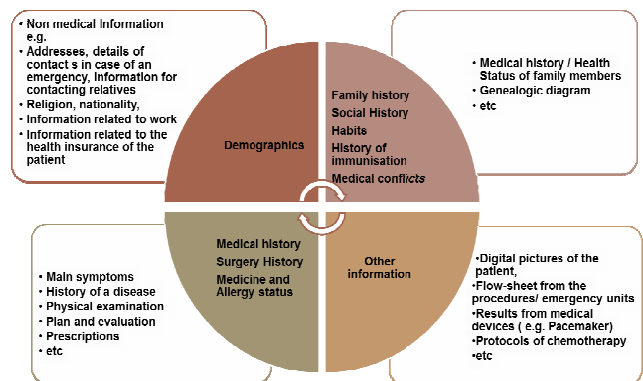 • Non medical Information
e.g.
• Addresses, details of
contact s in case of an
emergency, information for
contacting relatives
• Religion, nationality,
• Information related to work
• Information related to the
health insurance of the
patient
Demographics
Family history
Social History
Habits
History of
immunisation
Medical conflicts
• Medical history / Health
Status of family members
• Genealogic diagram
• etc
• Main symptoms
• History of a disease
• Physical examination
• Plan and evaluation
• Prescriptions
• etc
Medical history
Surgery History
Medicine and
Allergy status
Other
information
•Digital pictures of the
patient,
•Flow-sheet from the
procedures/ emergency units
•Results from medical
devices ( e.g. Pacemaker)
•Protocols of chemotherapy
•etc